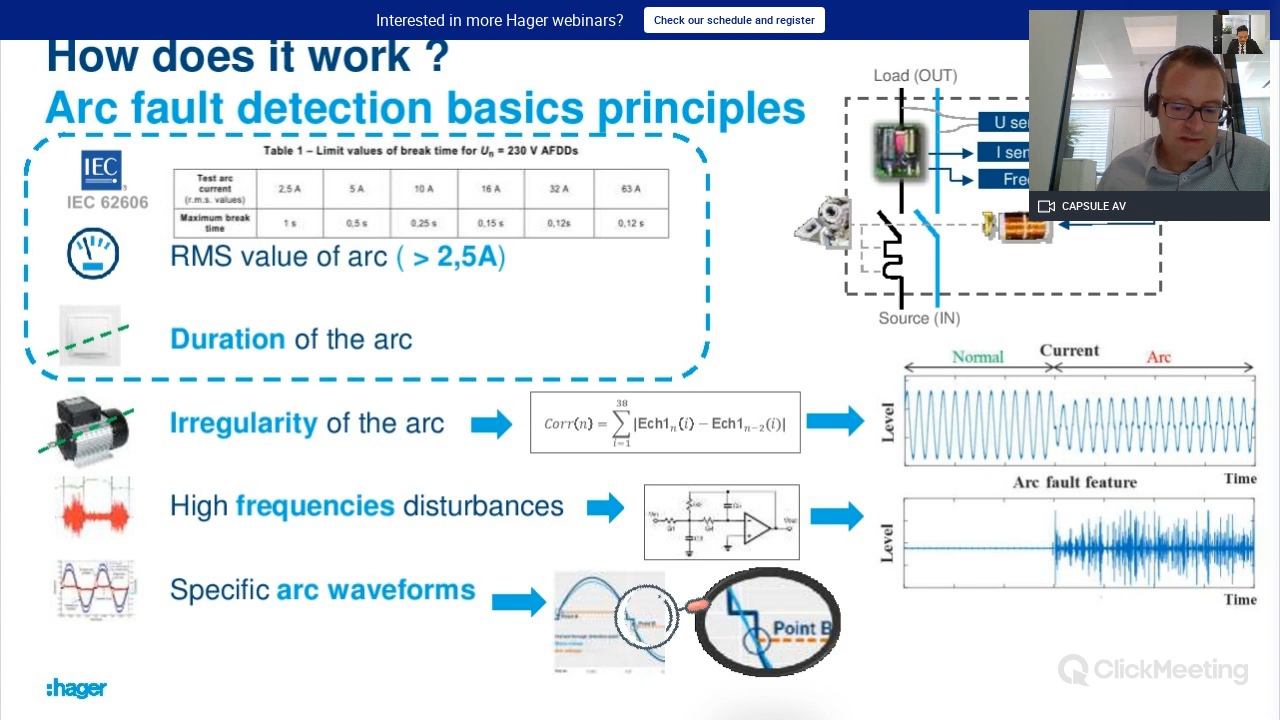 Interested in more Hager webinars?
Check our schedule and register
How does it work ?
Arc fault detection basics principles
Table 1 – Limit values of break time for Un = 230 V AFDDs
Test arc current (r.m.s. values) 2,5 A 5 A 10 A 16 A 32 A 63 A
Maximum break time 1 s 0,5 s 0,25 s 0,15 s 0,12s 0,12 s
IEC
IEC 62606
RMS value of arc ( > 2,5A)
Duration of the arc
Irregularity of the arc
Corr(n) = 38 ∑ i=1 |Ech1n(i) − Ech1n−2(i)|
High frequencies disturbances
Specific arc waveforms
Point B
Load (OUT)
U sen
I sen
Fre
CAPSULE AV
Source (IN)
Current
Normal Arc
Level
Time
Arc fault feature
Level
Time
:hager
ClickMeeting